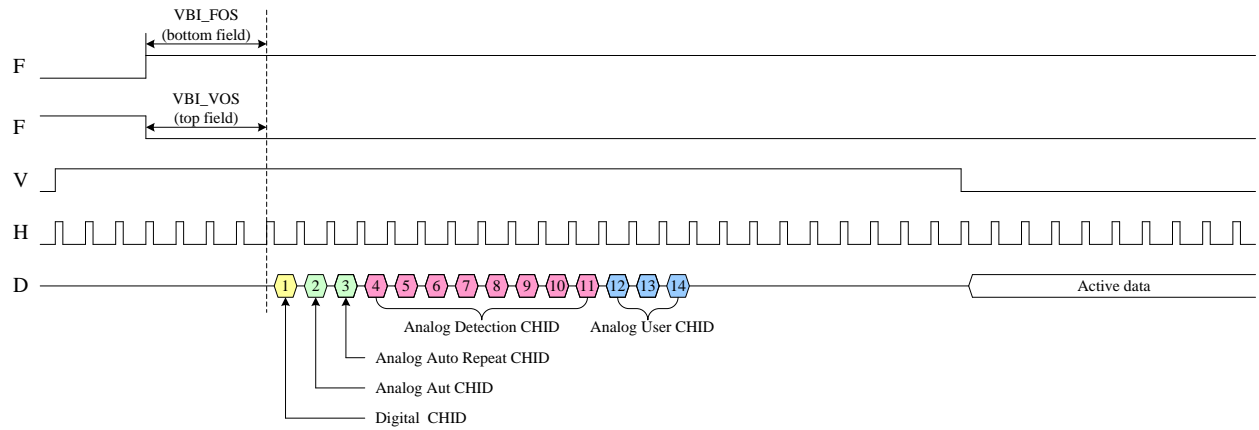 VBI_FOS
(bottom field)
F
VBI_VOS
(top field)
F
V
H
D
1 2 3 4 5 6 7 8 9 10 11 12 13 14
Active data
Analog Detection CHID
Analog User CHID
Analog Auto Repeat CHID
Analog Aut CHID
Digital CHID